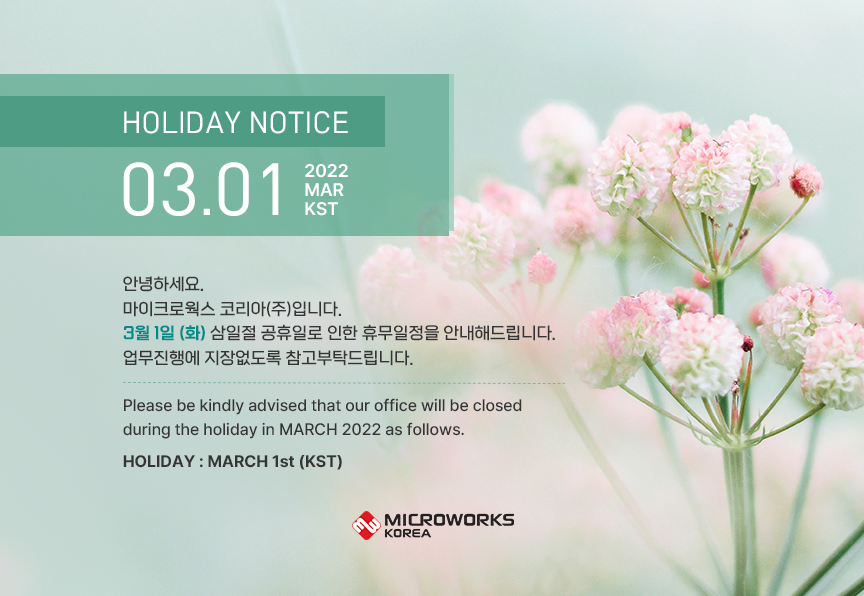 HOLIDAY NOTICE
03.01
2022
MAR
KST
안녕하세요.
마이크로웍스 코리아(주)입니다.
3월 1일 (화) 삼일절 공휴일로 인한 휴무일정을 안내해드립니다.
업무진행에 지장없도록 참고부탁드립니다.
Please be kindly advised that our office will be closed
during the holiday in MARCH 2022 as follows.
HOLIDAY : MARCH 1st (KST)
MICROWORKS
KOREA